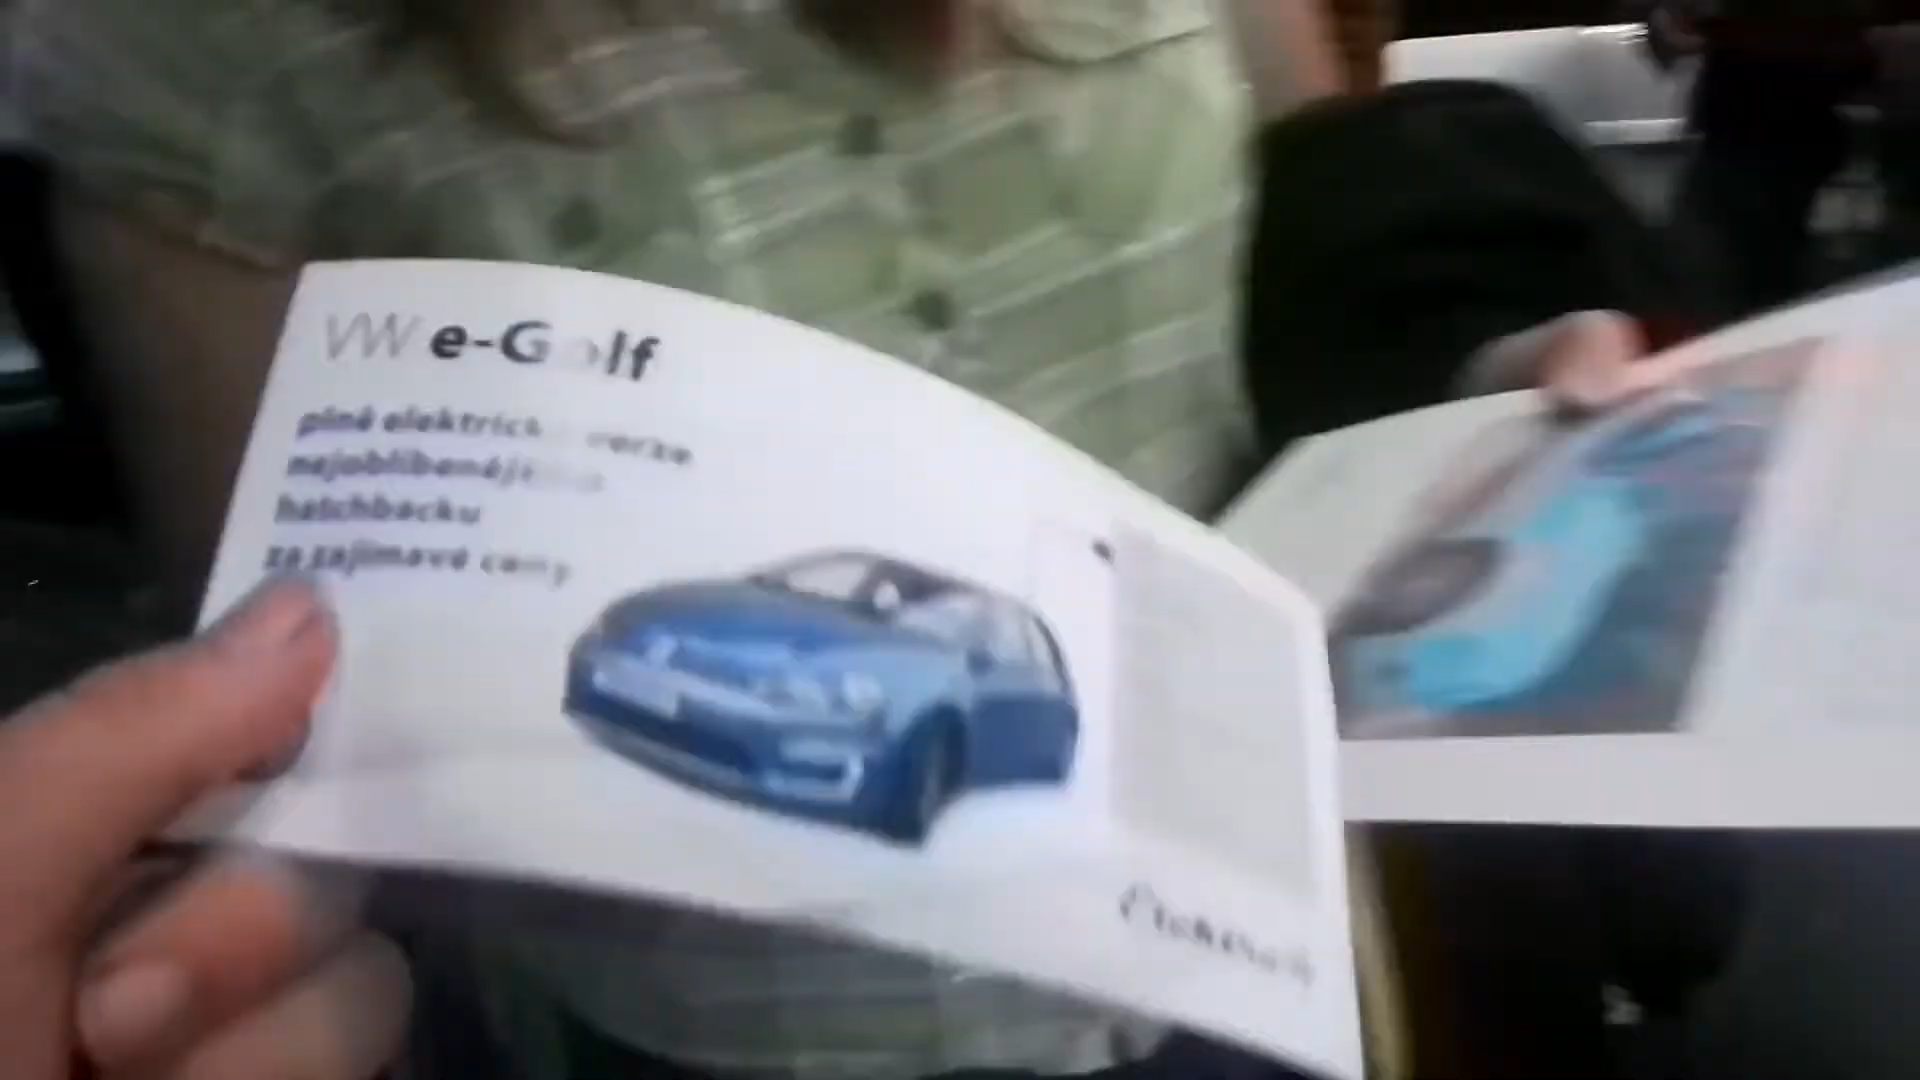 VW e-Golf
plně elektrická verze
nejoblíbenějšího
hatchbacku
za zajímavé ceny